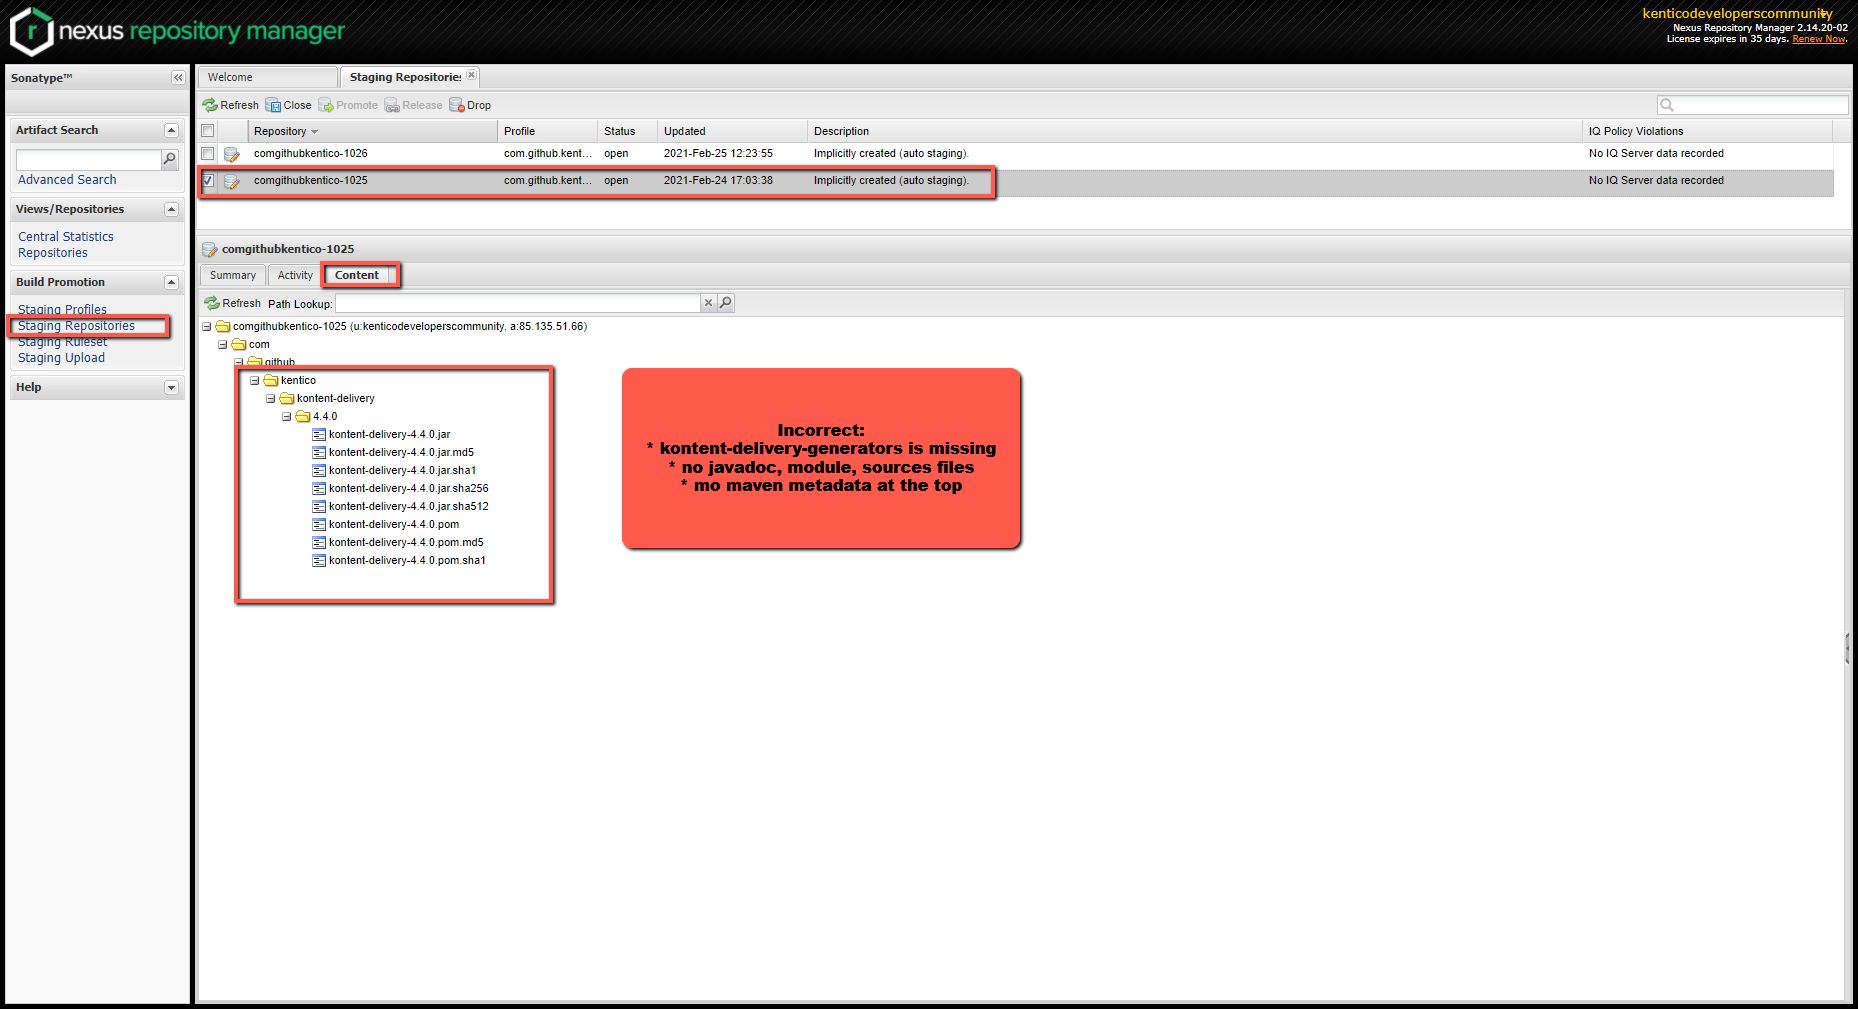 nexus repository manager
kenticodeveloperscommunity
Nexus Repository Manager 2.14.20-02
License expires in 35 days. Renew Now.
Sonatype™
Artifact Search
Advanced Search
Views/Repositories
Central Statistics
Repositories
Build Promotion
Staging Profiles
Staging Repositories
Staging Ruleset
Staging Upload
Help
Welcome
Staging Repositories
Refresh Close Promote Release Drop
Repository Profile Status Updated Description IQ Policy Violations
comgithubkentico-1026 com.github.kent... open 2021-Feb-25 12:23:55 Implicitly created (auto staging). No IQ Server data recorded
comgithubkentico-1025 com.github.kent... open 2021-Feb-24 17:03:38 Implicitly created (auto staging). No IQ Server data recorded
comgithubkentico-1025
Summary Activity Content
Refresh Path Lookup:
comgithubkentico-1025 (u:kenticodeveloperscommunity, a:85.135.51.66)
com
github
kentico
kontent-delivery
4.4.0
kontent-delivery-4.4.0.jar
kontent-delivery-4.4.0.jar.md5
kontent-delivery-4.4.0.jar.sha1
kontent-delivery-4.4.0.jar.sha256
kontent-delivery-4.4.0.jar.sha512
kontent-delivery-4.4.0.pom
kontent-delivery-4.4.0.pom.md5
kontent-delivery-4.4.0.pom.sha1
Incorrect:
* kontent-delivery-generators is missing
* no javadoc, module, sources files
* mo maven metadata at the top